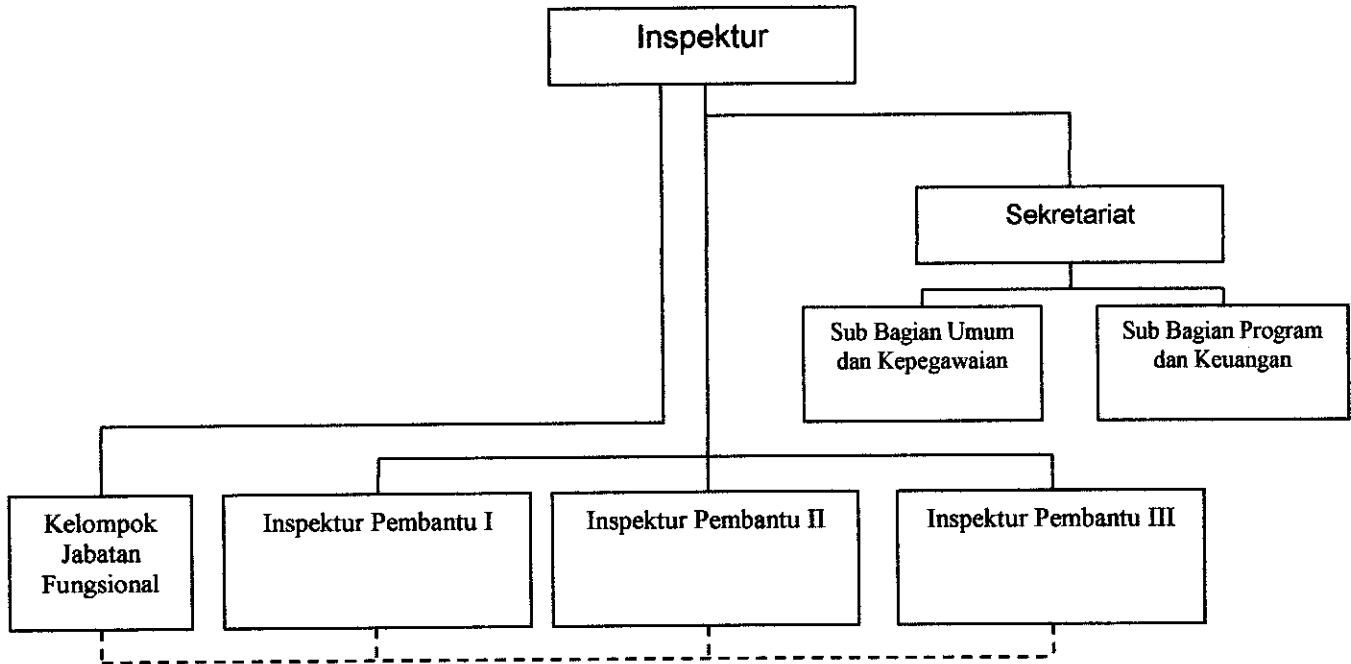 Inspektur
Sekretariat
Sub Bagian Umum
dan Kepegawaian
Sub Bagian Program
dan Keuangan
Kelompok
Jabatan
Fungsional
Inspektur Pembantu I
Inspektur Pembantu II
Inspektur Pembantu III